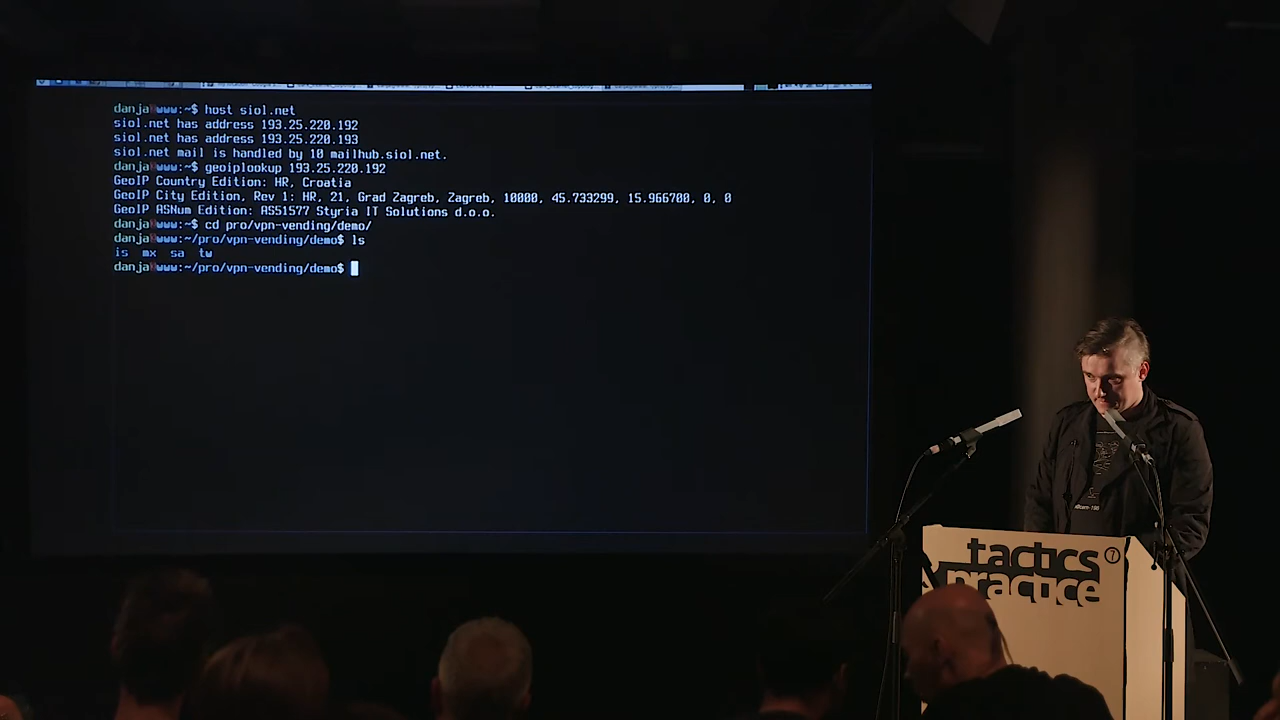 danja@www:~$ host siol.net
siol.net has address 193.25.220.192
siol.net has address 193.25.220.193
siol.net mail is handled by 10 mailhub.siol.net.
danja@www:~$ geoiplookup 193.25.220.192
GeoIP Country Edition: HR, Croatia
GeoIP City Edition, Rev 1: HR, 21, Grad Zagreb, Zagreb, 10000, 45.733299, 15.966700, 0, 0
GeoIP ASNum Edition: AS51577 Styria IT Solutions d.o.o.
danja@www:~$ cd pro/vpn-vending/demo/
danja@www:~/pro/vpn-vending/demo$ ls
is mx sa tw
danja@www:~/pro/vpn-vending/demo$
tactics 7
&practice